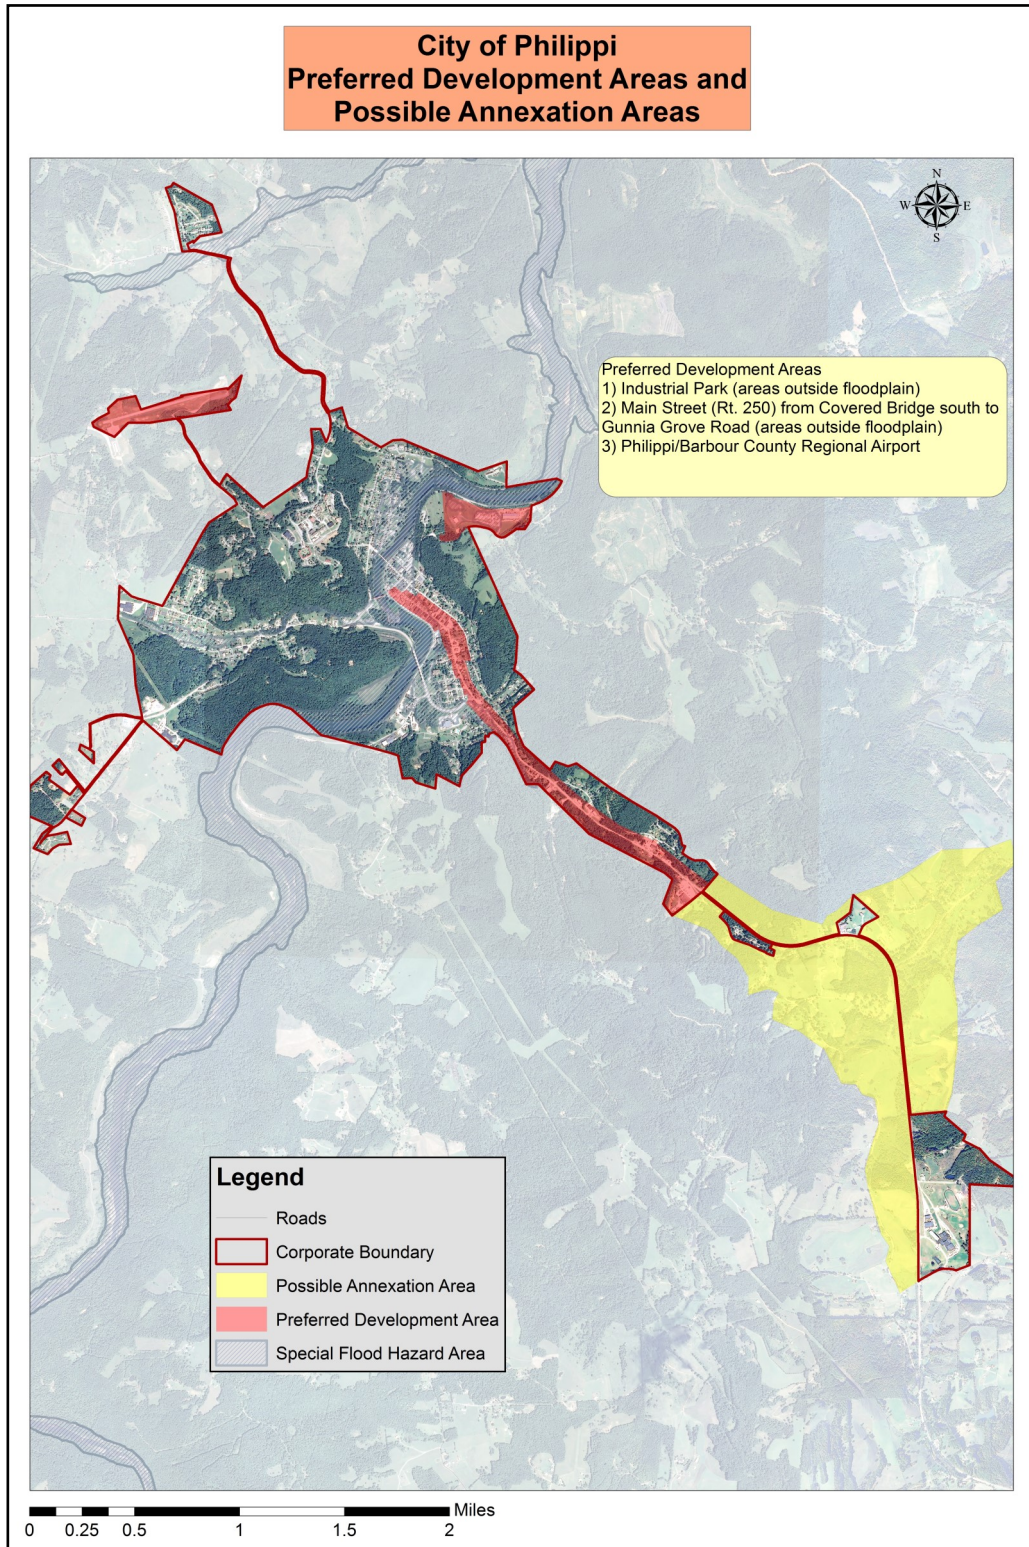 City of Philippi
Preferred Development Areas and
Possible Annexation Areas
N
W E
S
Preferred Development Areas
1) Industrial Park (areas outside floodplain)
2) Main Street (Rt. 250) from Covered Bridge south to
Gunnia Grove Road (areas outside floodplain)
3) Philippi/Barbour County Regional Airport
Legend
Roads
Corporate Boundary
Possible Annexation Area
Preferred Development Area
Special Flood Hazard Area
Miles
0 0.25 0.5 1 1.5 2